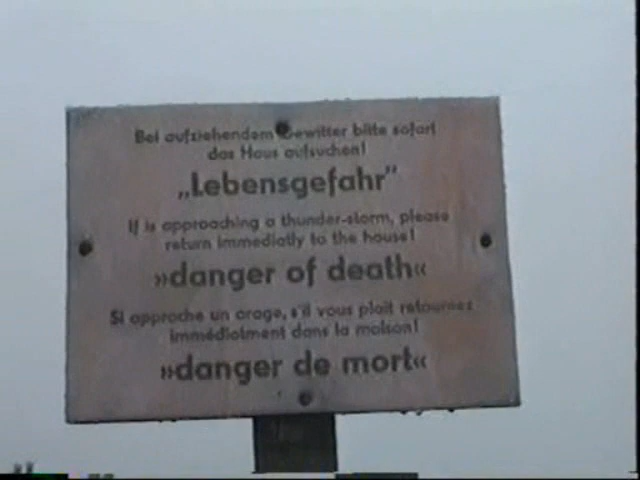 Bei aufziehendem Gewitter bitte sofort
das Haus aufsuchen!
„Lebensgefahr”
If is approaching a thunder-storm, please
return immediatly to the house!
»danger of death«
Si approche un orage, s'il vous plait retournez
immédiatment dans la maison!
»danger de mort«